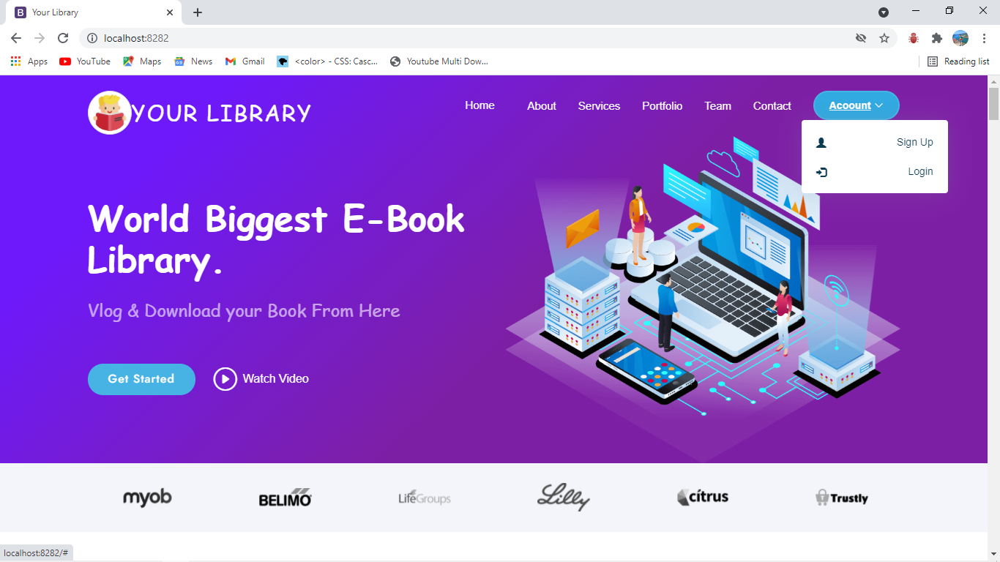 Your Library
localhost:8282
Apps YouTube Maps News Gmail <color> - CSS: Casc... Youtube Multi Dow... Reading list
YOUR LIBRARY
Home About Services Portfolio Team Contact Acoount
Sign Up
Login
World Biggest E-Book
Library.
Vlog & Download your Book From Here
Get Started Watch Video
myob BELIMO LifeGroups Lilly citrus Trustly
localhost:8282/#